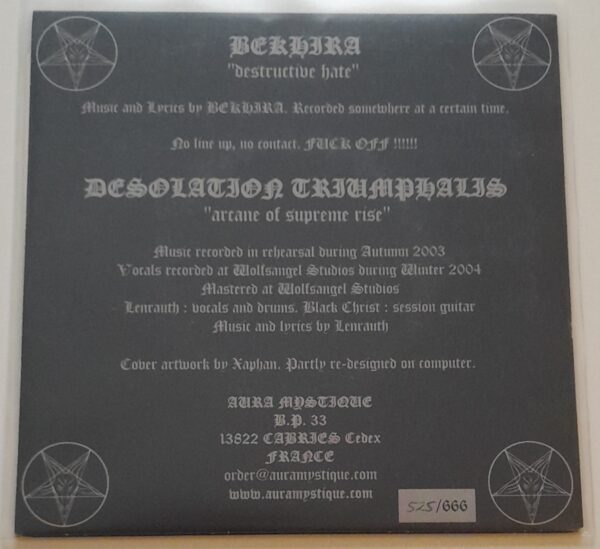 BEKHIRA
"destructive hate"
Music and Lyrics by BEKHIRA. Recorded somewhere at a certain time.
No line up, no contact. FUCK OFF !!!!!!
DESOLATION TRIUMPHALIS
"arcane of supreme rise"
Music recorded in rehearsal during Autumn 2003
Vocals recorded at Wolfsangel Studios during Winter 2004
Mastered at Wolfsangel Studios
Lenrauth : vocals and drums. Black Christ : session guitar
Music and lyrics by Lenrauth
Cover artwork by Xaphan. Partly re-designed on computer.
AURA MYSTIQUE
B.P. 33
13822 CABRIES Cedex
FRANCE
order@auramystique.com
www.auramystique.com
525/666